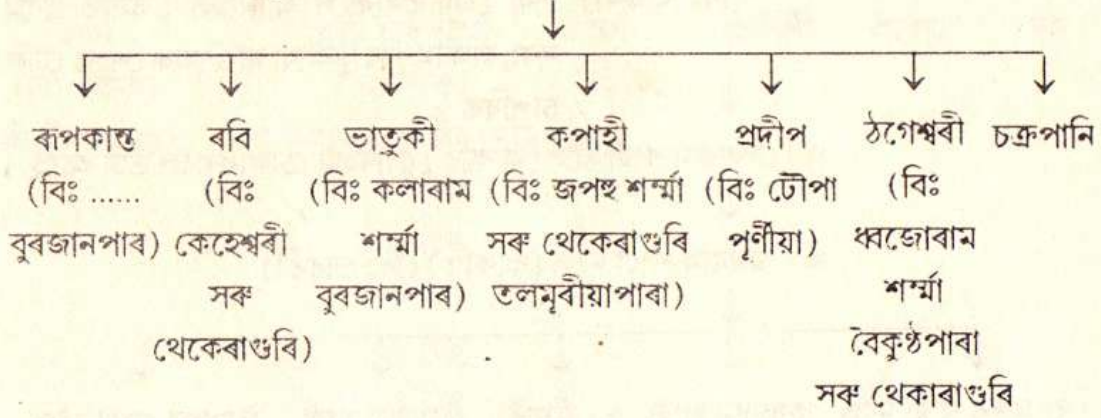 ৰূপকান্ত ৰবি ভাতুকী কপাহী প্ৰদীপ ঠগেশ্বৰী চক্ৰপানি
(বিঃ ...... (বিঃ (বিঃ কলাৰাম (বিঃ জপহু শৰ্ম্মা (বিঃ ঢৌপা (বিঃ
বুৰজানপাৰ) কেহেশ্বৰী শৰ্ম্মা সৰু থেকেৰাগুৰি পূৰ্ণীয়া) ধ্বজোৰাম
সৰু বুৰজানপাৰ) তলমূৰীয়াপাৰা) শৰ্ম্মা
থেকেৰাগুৰি) বৈকুণ্ঠপাৰা
সৰু থেকাৰাগুৰি